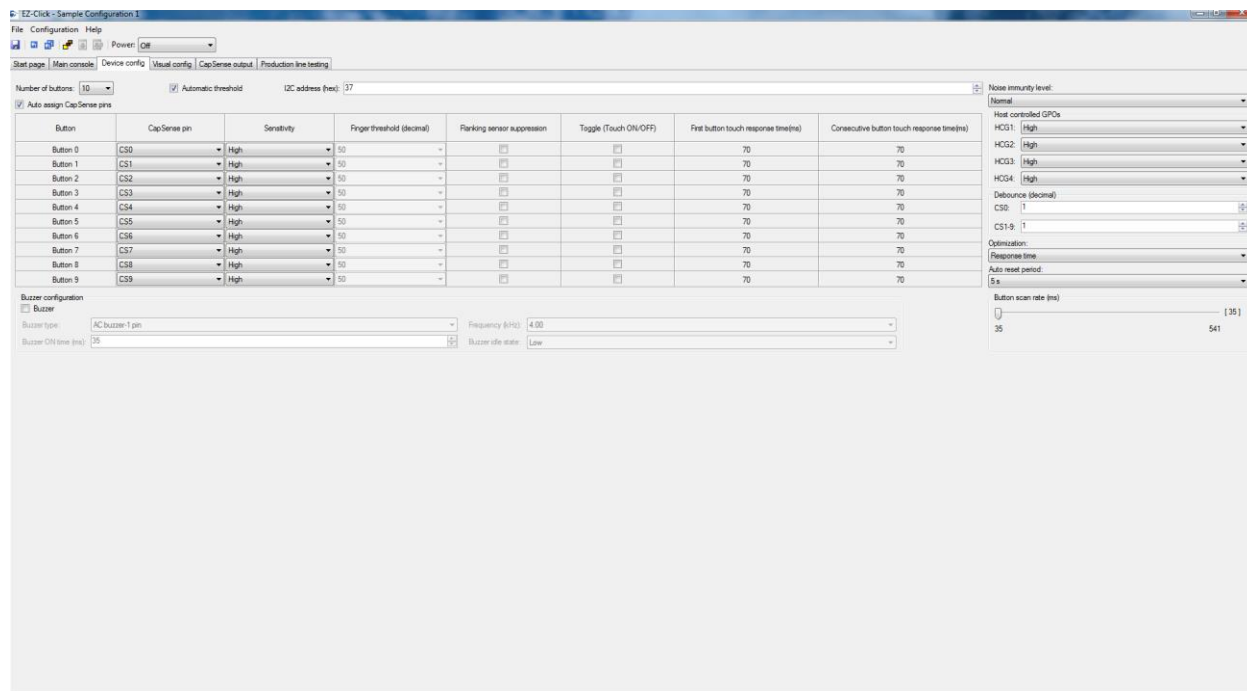 EZ-Click - Sample Configuration 1
File Configuration Help
Power: Off
Start page Main console Device config Visual config CapSense output Production line testing
Number of buttons: 10 Automatic threshold I2C address (hex): 37 Noise immunity level:
Auto assign CapSense pins Normal
Button CapSense pin Sensitivity Finger threshold (decimal) Flanking sensor suppression Toggle (Touch ON/OFF) First button touch response time(ms) Consecutive button touch response time(ms)
Button 0 CS0 High 50 70 70
Button 1 CS1 High 50 70 70
Button 2 CS2 High 50 70 70
Button 3 CS3 High 50 70 70
Button 4 CS4 High 50 70 70
Button 5 CS5 High 50 70 70
Button 6 CS6 High 50 70 70
Button 7 CS7 High 50 70 70
Button 8 CS8 High 50 70 70
Button 9 CS9 High 50 70 70
Host controlled GPOs
HCG1: High
HCG2: High
HCG3: High
HCG4: High
Debounce (decimal)
CS0: 1
CS1-9: 1
Optimization:
Response time
Auto reset period:
5 s
Button scan rate (ms)
[ 35 ]
35 541
Buzzer configuration
Buzzer
Buzzer type: AC buzzer-1 pin Frequency (kHz): 4.00
Buzzer ON time (ms): 35 Buzzer idle state: Low